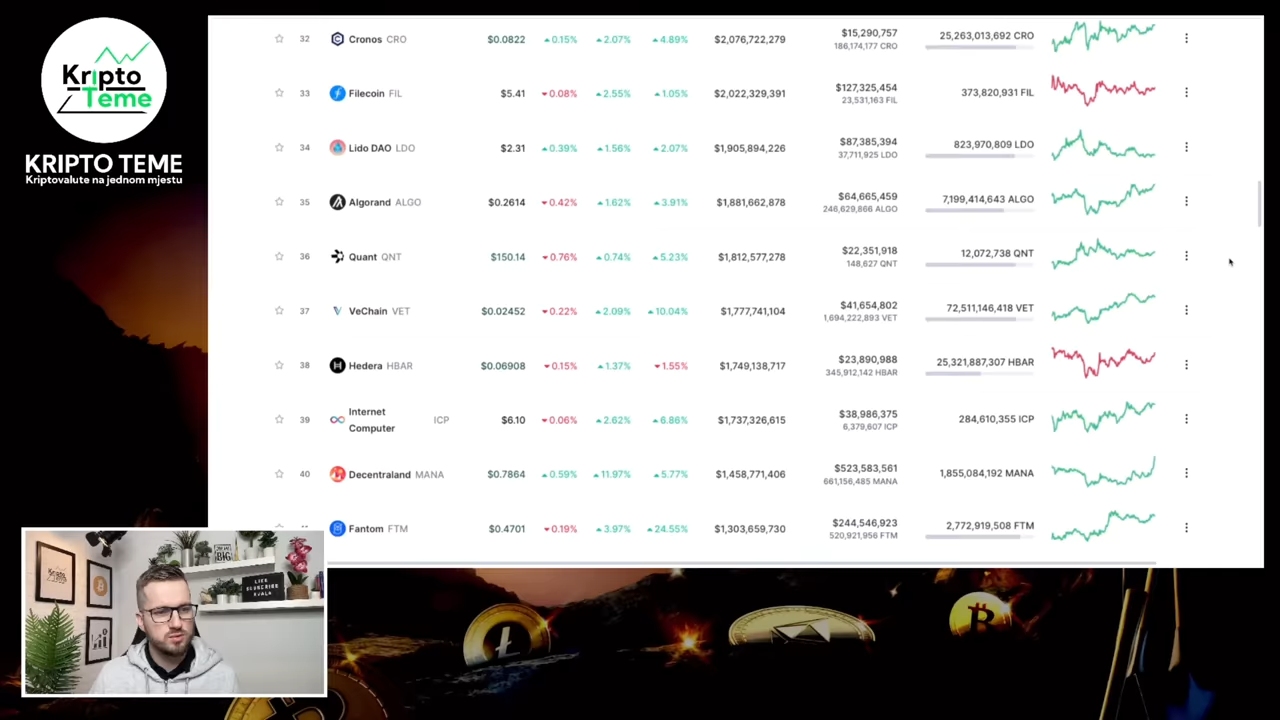 Kripto
Teme
KRIPTO TEME
Kriptovalute na jednom mjestu
32 Cronos CRO $0.0822 0.15% 2.07% 4.89% $2,076,722,279 $15,290,757 25,263,013,692 CRO
186,174,177 CRO
33 Filecoin FIL $5.41 0.08% 2.55% 1.05% $2,022,329,391 $127,325,454 373,820,931 FIL
23,531,163 FIL
34 Lido DAO LDO $2.31 0.39% 1.56% 2.07% $1,905,894,226 $87,385,394 823,970,809 LDO
37,711,925 LDO
35 Algorand ALGO $0.2614 0.42% 1.62% 3.91% $1,881,662,878 $64,665,459 7,199,414,643 ALGO
246,629,866 ALGO
36 Quant QNT $150.14 0.76% 0.74% 5.23% $1,812,577,278 $22,351,918 12,072,738 QNT
148,627 QNT
37 VeChain VET $0.02452 0.22% 2.09% 10.04% $1,777,741,104 $41,654,802 72,511,146,418 VET
1,694,222,893 VET
38 Hedera HBAR $0.06908 0.15% 1.37% 1.55% $1,749,138,717 $23,890,988 25,321,887,307 HBAR
345,912,142 HBAR
39 Internet Computer ICP $6.10 0.06% 2.62% 6.86% $1,737,326,615 $38,986,375 284,610,355 ICP
6,379,607 ICP
40 Decentraland MANA $0.7864 0.59% 11.97% 5.77% $1,458,771,406 $523,583,561 1,855,084,192 MANA
661,156,485 MANA
Fantom FTM $0.4701 0.19% 3.97% 24.55% $1,303,659,730 $244,546,923 2,772,919,508 FTM
520,921,956 FTM
Kripto
BIG
LIKE
SUBSCRIBE
HVALA